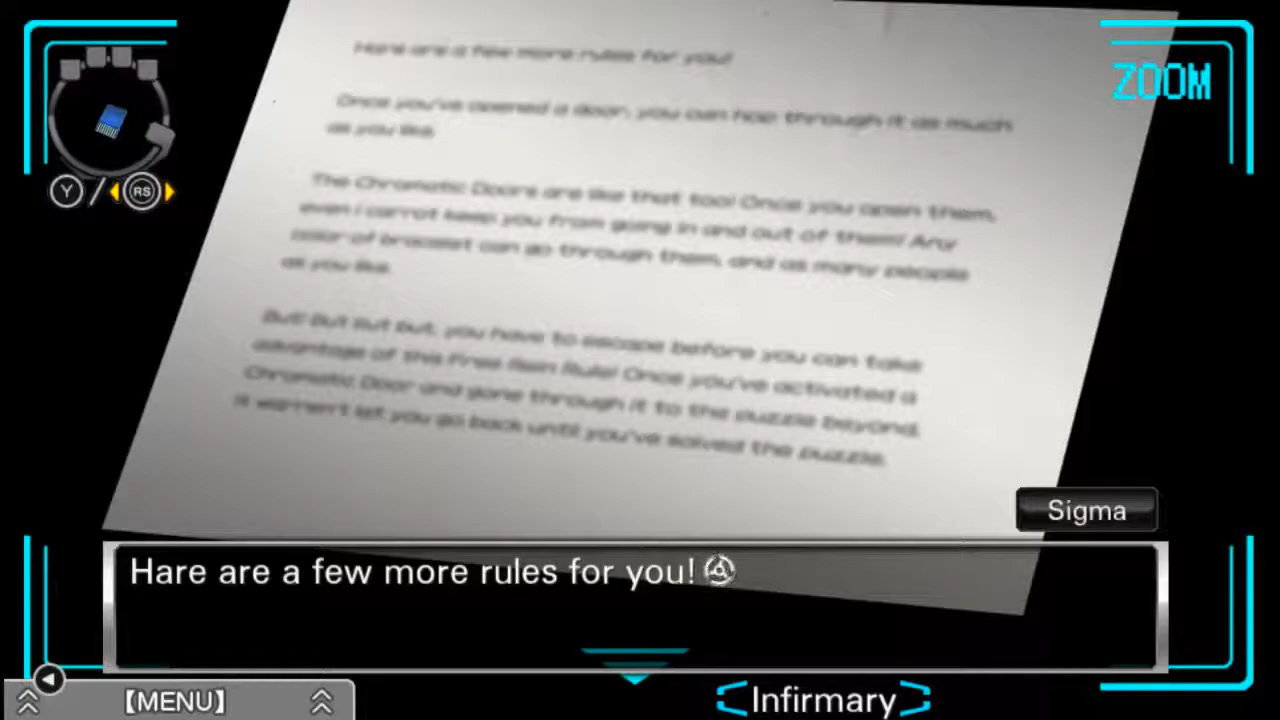 ZOOM
Y / RS
Hare are a few more rules for you!
Once you've opened a door, you can hop through it as much
as you like.
The Chromatic Doors are like that too! Once you open them,
even I carrot keep you from going in and out of them! Any
color of bracelet can go through them, and as many people
as you like.
But! But but but, you have to escape before you can take
advantage of this Free Rein Rule! Once you've activated a
Chromatic Door and gone through it to the puzzle beyond,
it warren't let you go back until you've solved the puzzle.
Sigma
Hare are a few more rules for you!
【MENU】
Infirmary